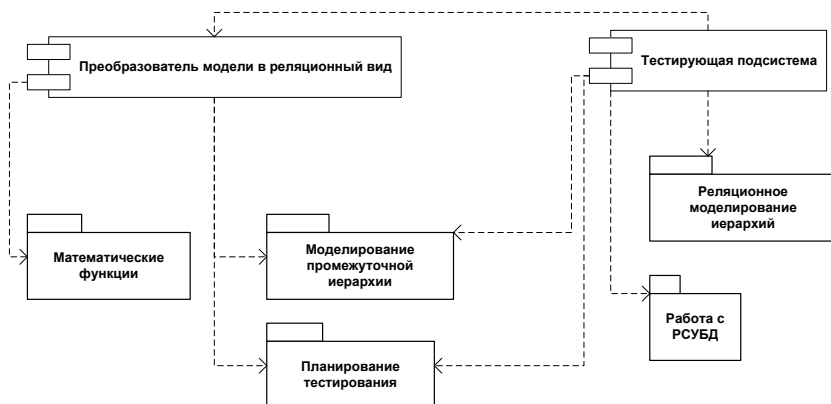 Преобразователь модели в реляционный вид
Тестирующая подсистема
Реляционное
моделирование
иерархий
Математические
функции
Моделирование
промежуточной
иерархии
Работа с
РСУБД
Планирование
тестирования